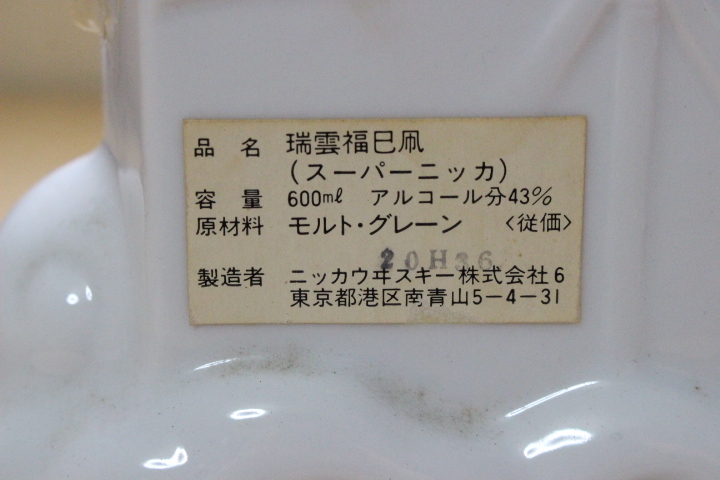 品名 瑞雲福巳凧
(スーパーニッカ)
容量 600ml アルコール分43%
原材料 モルト・グレーン 〈従価〉
20H36
製造者 ニッカウヰスキー株式会社6
東京都港区南青山5-4-31